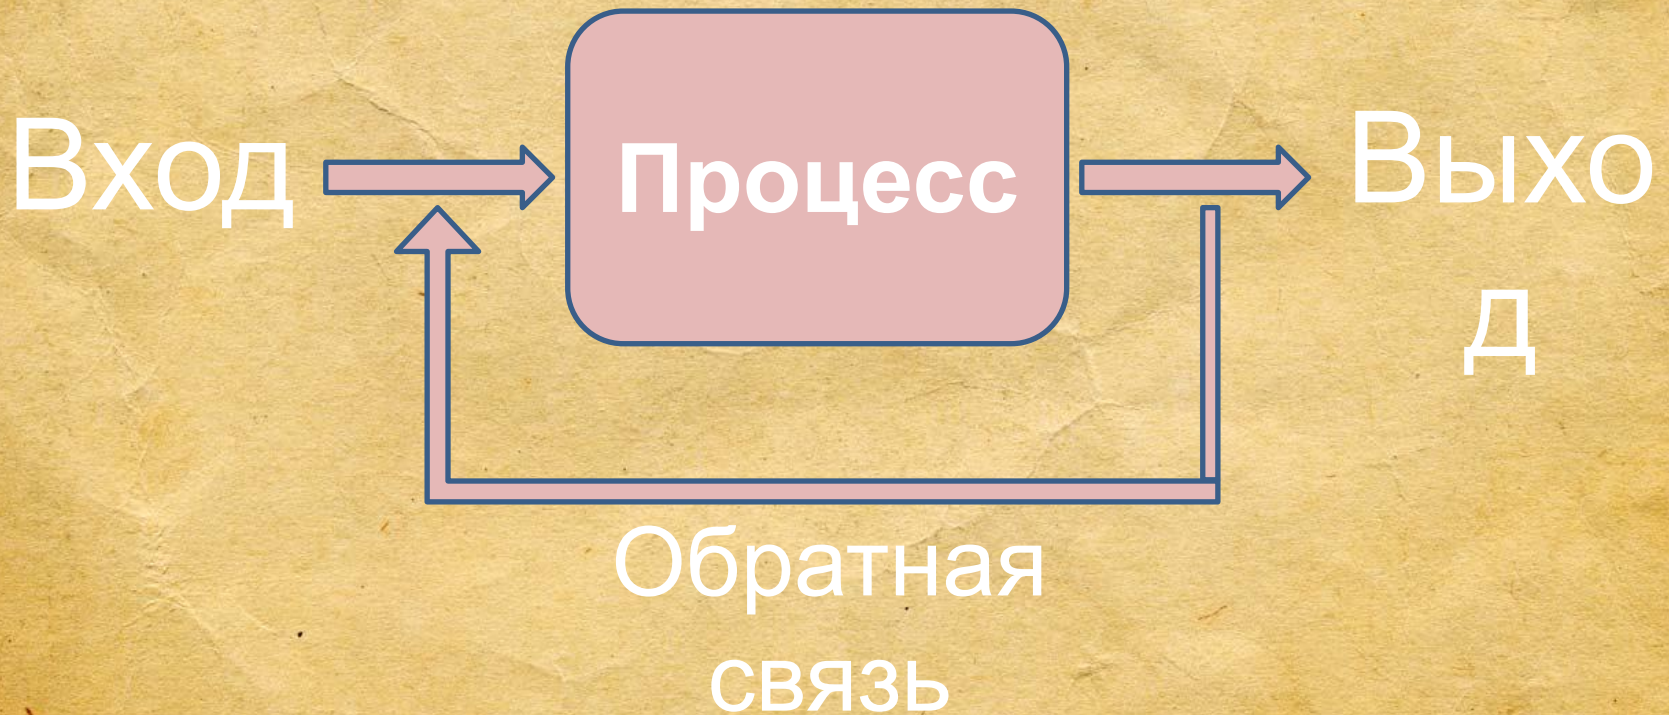 Вход
Процесс
Выхо
д
Обратная
связь